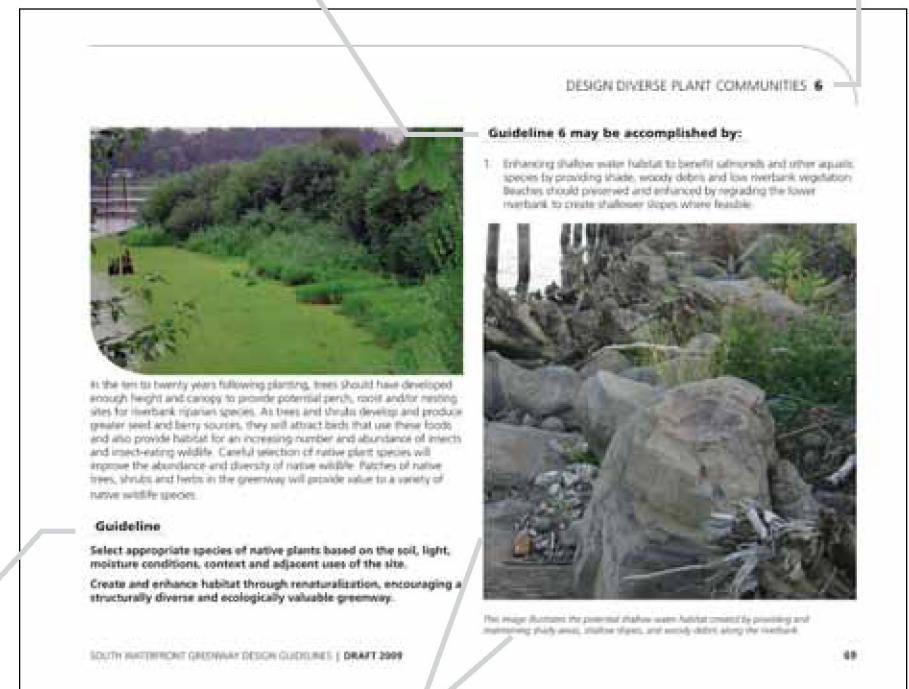 DESIGN DIVERSE PLANT COMMUNITIES 6
In the ten to twenty years following planting, trees should have developed
enough height and canopy to provide potential perch, roost and/or nesting
sites for riverbank riparian species. As trees and shrubs develop and produce
greater seed and berry sources, they will attract birds that use these foods
and also provide habitat for an increasing number and abundance of insects
and insect-eating wildlife. Careful selection of native plant species will
improve the abundance and diversity of native wildlife. Patches of native
trees, shrubs and herbs in the greenway will provide value to a variety of
native wildlife species.
Guideline
Select appropriate species of native plants based on the soil, light,
moisture conditions, context and adjacent uses of the site.
Create and enhance habitat through renaturalization, encouraging a
structurally diverse and ecologically valuable greenway.
Guideline 6 may be accomplished by:
1. Enhancing shallow water habitat to benefit salmonids and other aquatic
species by providing shade, woody debris and low riverbank vegetation.
Beaches should preserved and enhanced by regrading the lower
riverbank to create shallower slopes where feasible.
This image illustrates the potential shallow water habitat created by providing and
maintaining shady areas, shallow slopes, and woody debris along the riverbank.
SOUTH WATERFRONT GREENWAY DESIGN GUIDELINES | DRAFT 2009
69